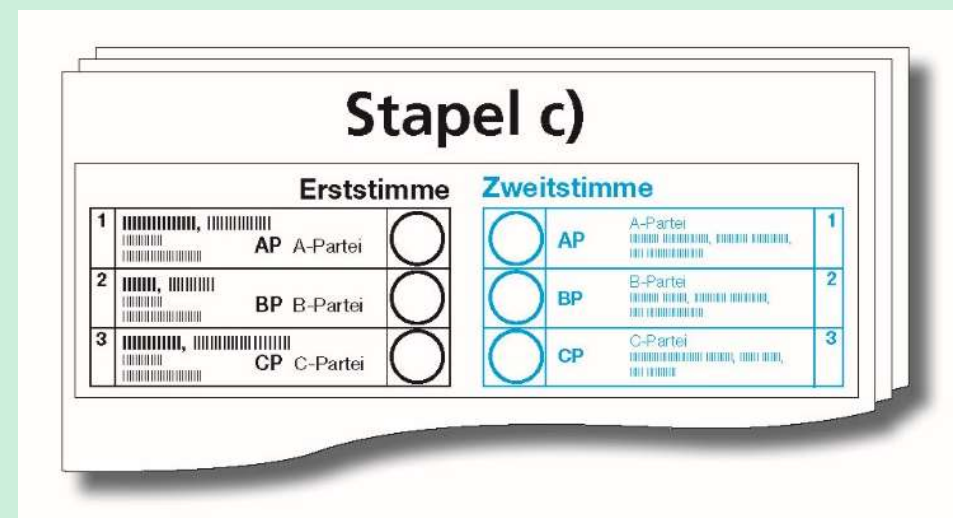 Stapel c)
Erststimme
1
AP A-Partei
2
BP B-Partei
3
CP C-Partei
Zweitstimme
AP
A-Partei
1
BP
B-Partei
2
CP
C-Partei
3